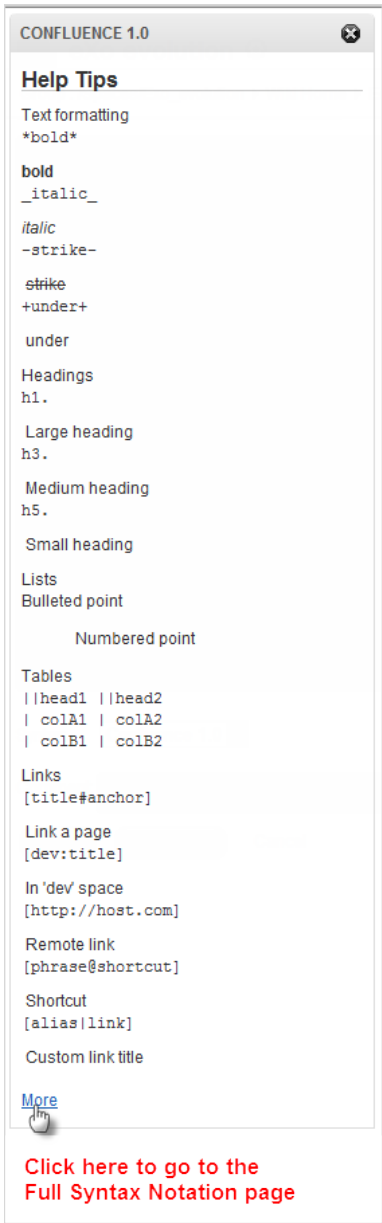 CONFLUENCE 1.0
Help Tips
Text formatting
*bold*
bold
_italic_
italic
-strike-
strike
+under+
under
Headings
h1.
Large heading
h3.
Medium heading
h5.
Small heading
Lists
Bulleted point
Numbered point
Tables
||head1 ||head2
| colA1 | colA2
| colB1 | colB2
Links
[title#anchor]
Link a page
[dev:title]
In 'dev' space
[http://host.com]
Remote link
[phrase@shortcut]
Shortcut
[alias|link]
Custom link title
More
Click here to go to the
Full Syntax Notation page